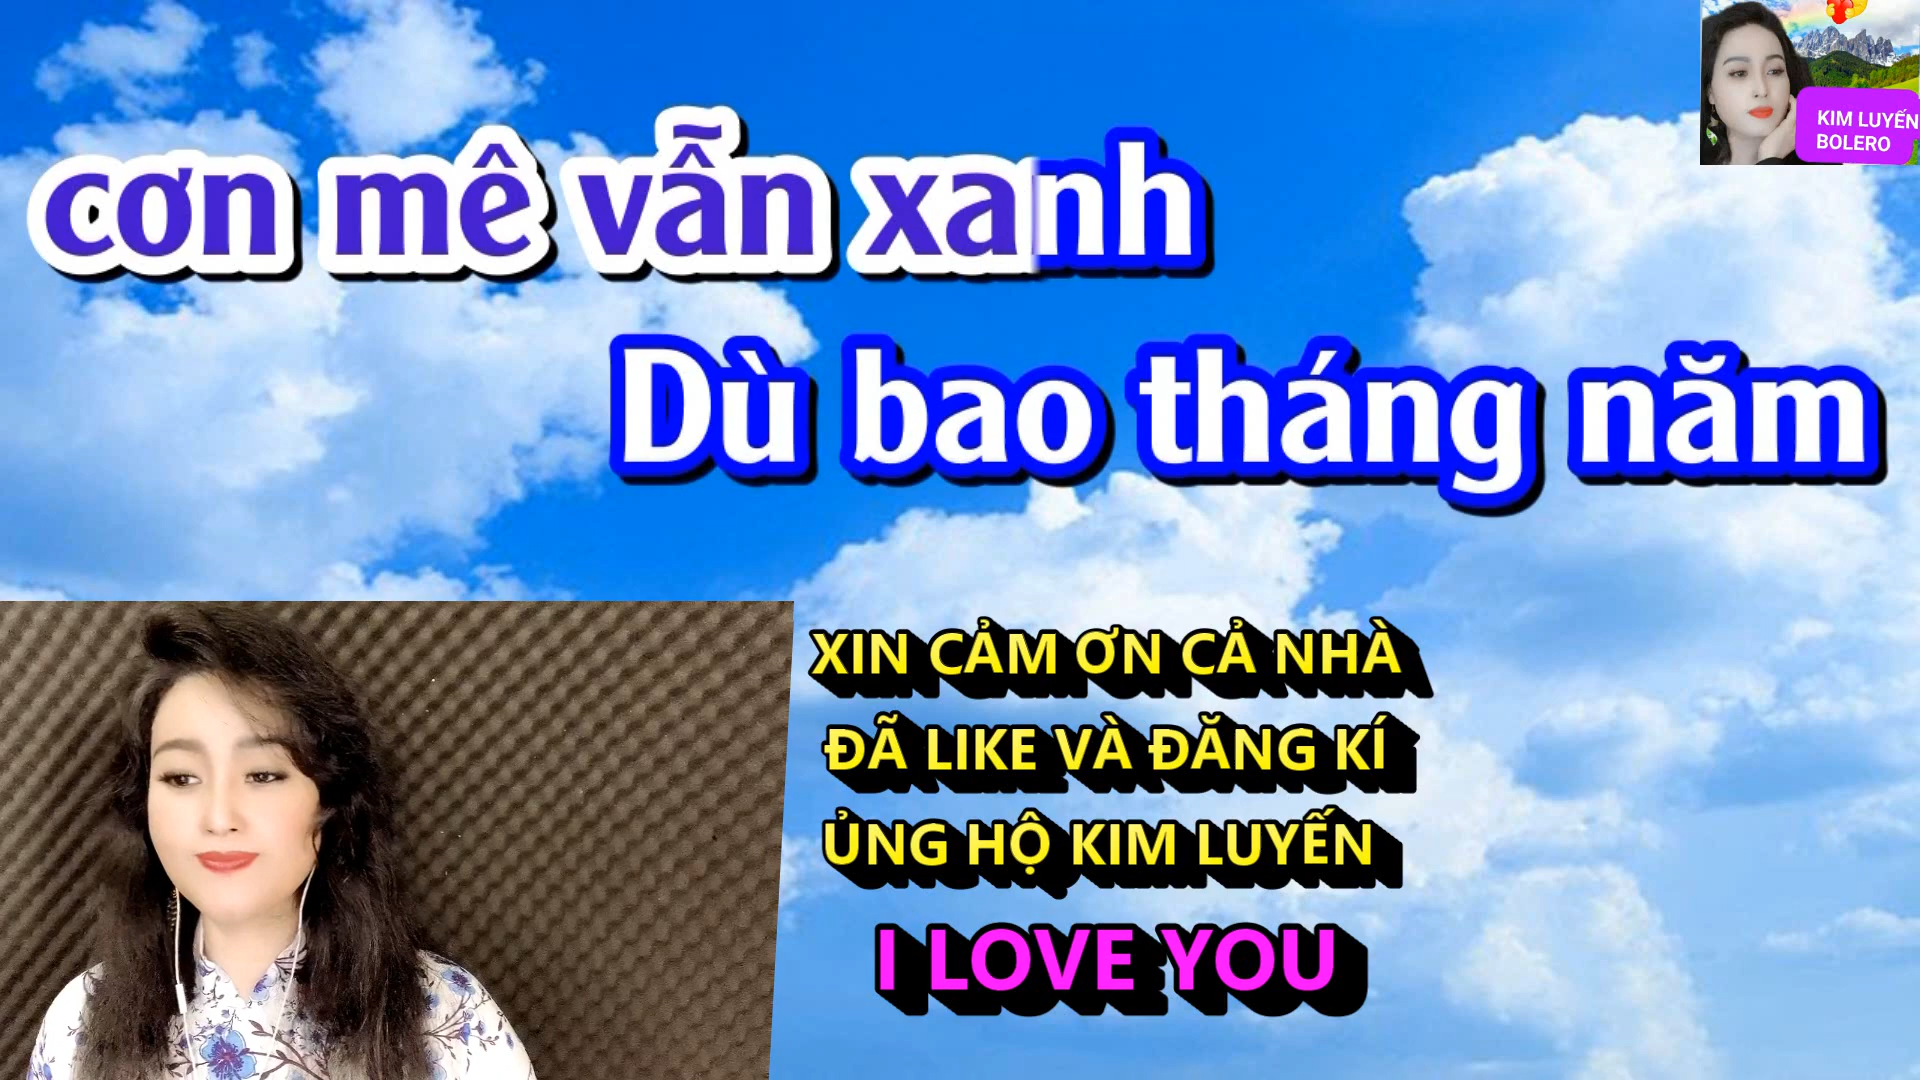 KIM LUYẾN
BOLERO
cơn mê vẫn xanh
Dù bao tháng năm
XIN CẢM ƠN CẢ NHÀ
ĐÃ LIKE VÀ ĐĂNG KÍ
ỦNG HỘ KIM LUYẾN
I LOVE YOU